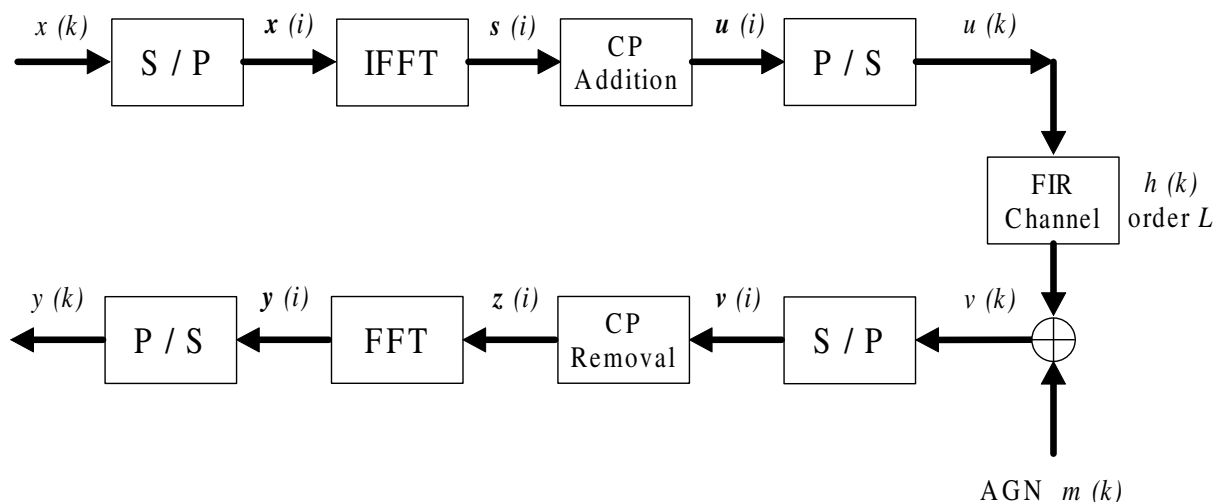 x (k)
S / P
x (i)
IFFT
s (i)
CP
Addition
u (i)
P / S
u (k)
FIR
Channel
h (k)
order L
y (k)
P / S
y (i)
FFT
z (i)
CP
Removal
v (i)
S / P
v (k)
AGN m (k)